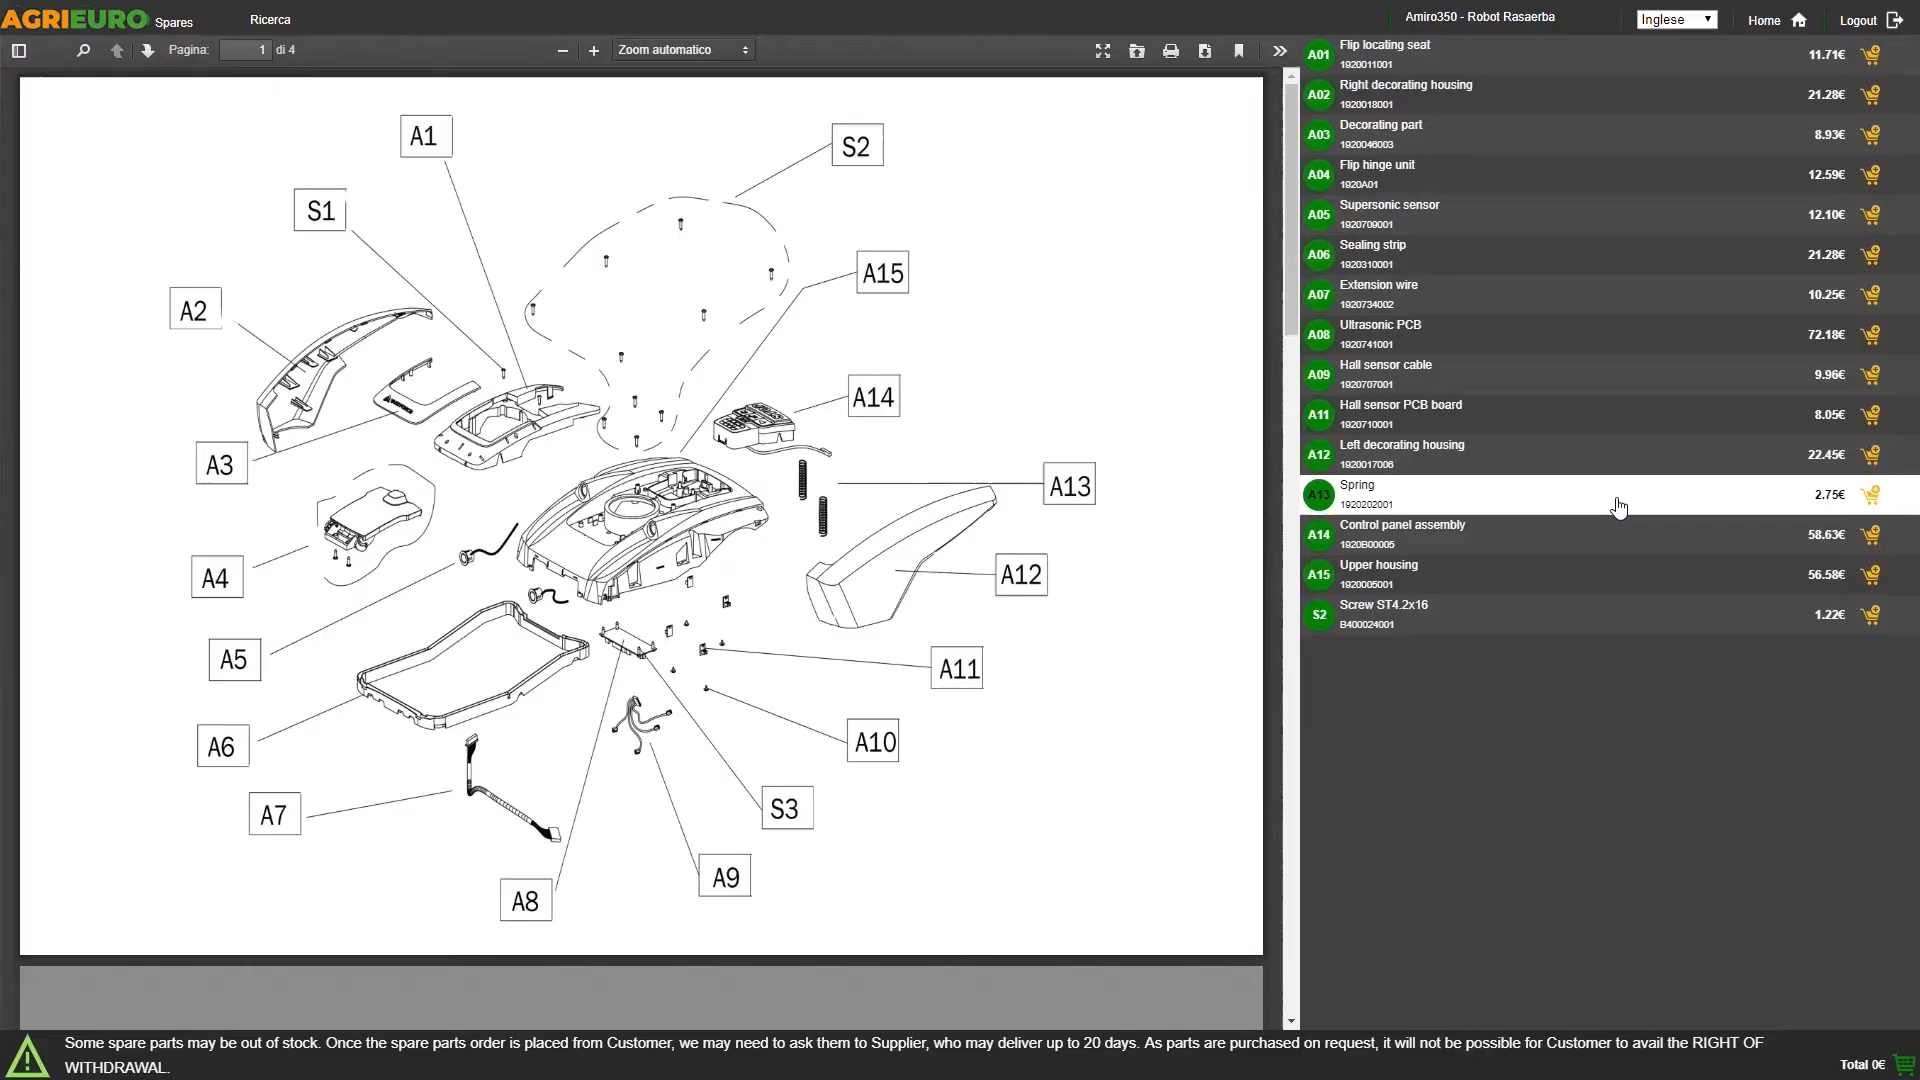 AGRIEURO Spares
Ricerca
Amiro350 - Robot Rasaerba
Inglese
Home
Logout
Pagina: 1 di 4
Zoom automatico
A1
S2
S1
A15
A2
A14
A3
A13
A4
A12
A5
A11
A6
A10
A7
S3
A9
A8
A01 Flip locating seat 11.71€
1920011001
A02 Right decorating housing 21.28€
1920018001
A03 Decorating part 8.93€
1920046003
A04 Flip hinge unit 12.59€
1920A01
A05 Supersonic sensor 12.10€
1920709001
A06 Sealing strip 21.28€
1920310001
A07 Extension wire 10.25€
1920734002
A08 Ultrasonic PCB 72.18€
1920741001
A09 Hall sensor cable 9.96€
1920707001
A11 Hall sensor PCB board 8.05€
1920710001
A12 Left decorating housing 22.45€
1920017006
A13 Spring 2.75€
1920202001
A14 Control panel assembly 58.63€
1920B00005
A15 Upper housing 56.58€
1920005001
S2 Screw ST4.2x16 1.22€
B400024001
Some spare parts may be out of stock. Once the spare parts order is placed from Customer, we may need to ask them to Supplier, who may deliver up to 20 days. As parts are purchased on request, it will not be possible for Customer to avail the RIGHT OF
WITHDRAWAL.
Total 0€